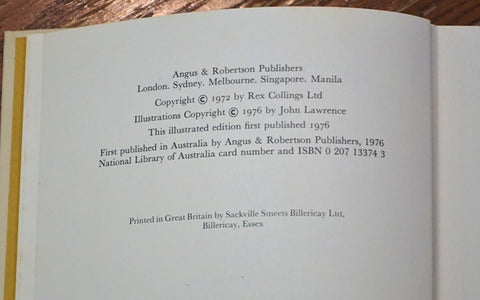 Angus & Robertson Publishers
London. Sydney. Melbourne. Singapore. Manila
Copyright © 1972 by Rex Collings Ltd
Illustrations Copyright © 1976 by John Lawrence
This illustrated edition first published 1976
First published in Australia by Angus & Robertson Publishers, 1976
National Library of Australia card number and ISBN 0 207 13374 3
Printed in Great Britain by Sackville Smeets Billericay Ltd,
Billericay, Essex